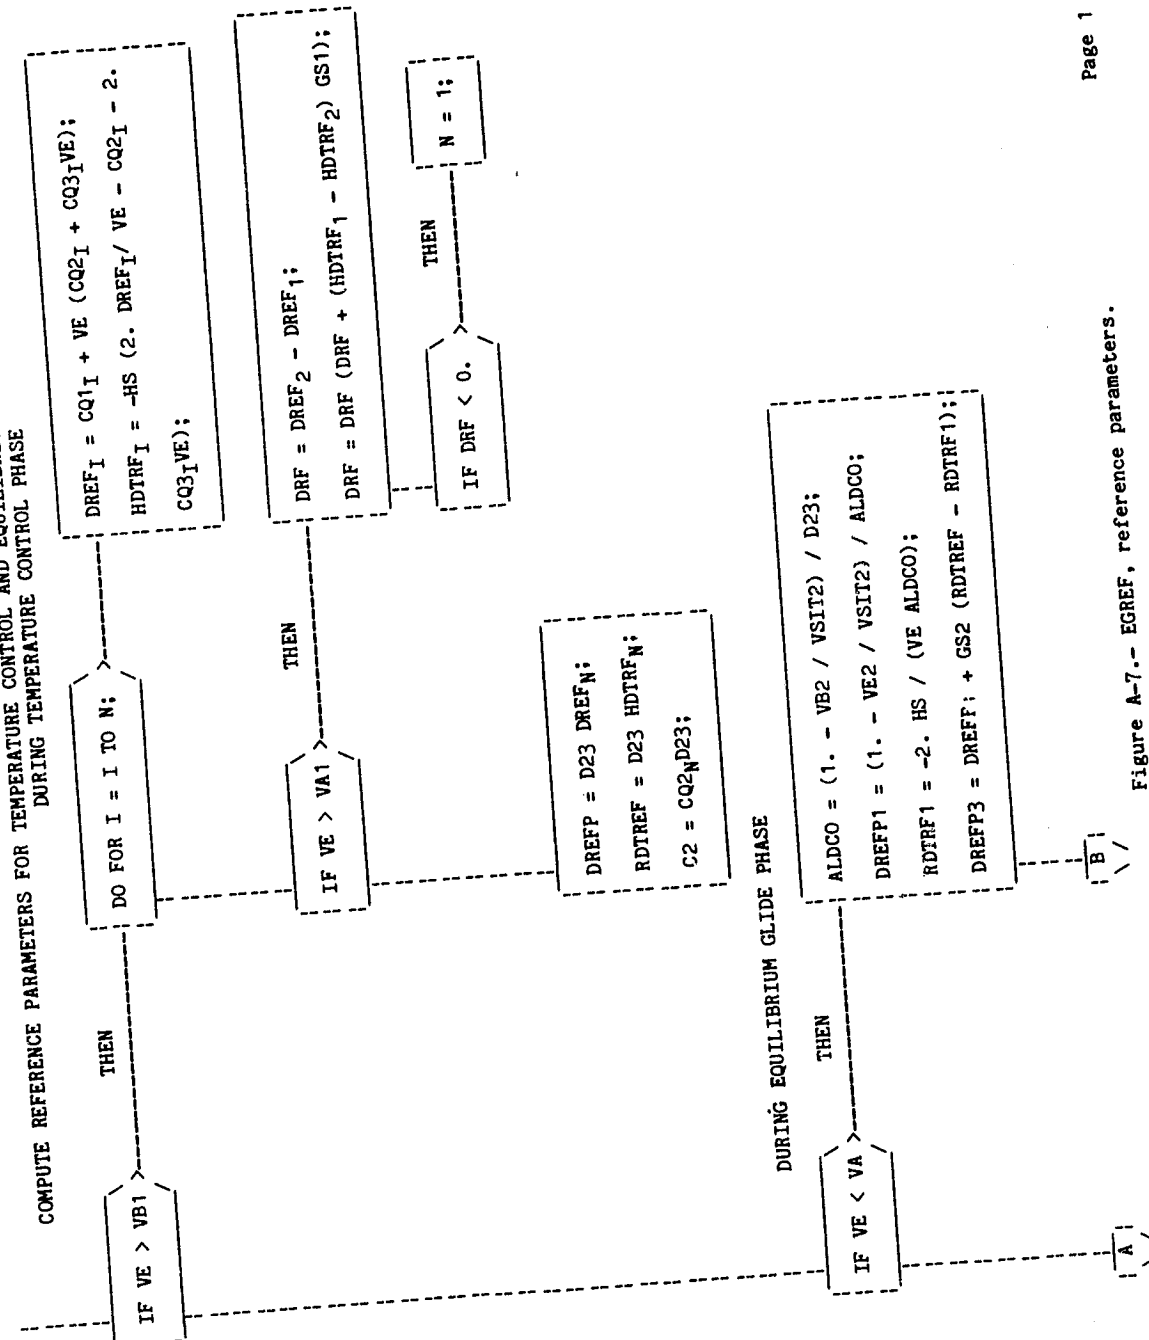 COMPUTE REFERENCE PARAMETERS FOR TEMPERATURE CONTROL AND
DURING TEMPERATURE CONTROL PHASE
IF VE > VB1
THEN
DO FOR I = I TO N;
DREF_I = CQ1_I + VE (CQ2_I + CQ3_I VE);
HDTRF_I = -HS (2. DREF_I/ VE - CQ2_I - 2.
CQ3_I VE);
IF VE > VA1
THEN
DRF = DREF_2 - DREF_1;
DRF = DRF (DRF + (HDTRF_1 - HDTRF_2) GS1);
IF DRF < 0.
THEN
N = 1;
DREFP = D23 DREF_N;
RDTREF = D23 HDTRF_N;
C2 = CQ2_N D23;
DURING EQUILIBRIUM GLIDE PHASE
IF VE < VA
THEN
ALDCO = (1. - VB2 / VSIT2) / D23;
DREFP1 = (1. - VE2 / VSIT2) / ALDCO;
RDTRF1 = -2. HS / (VE ALDCO);
DREFP3 = DREFF; + GS2 (RDTREF - RDTRF1);
A
B
Figure A-7.- EGREF, reference parameters.
Page 1